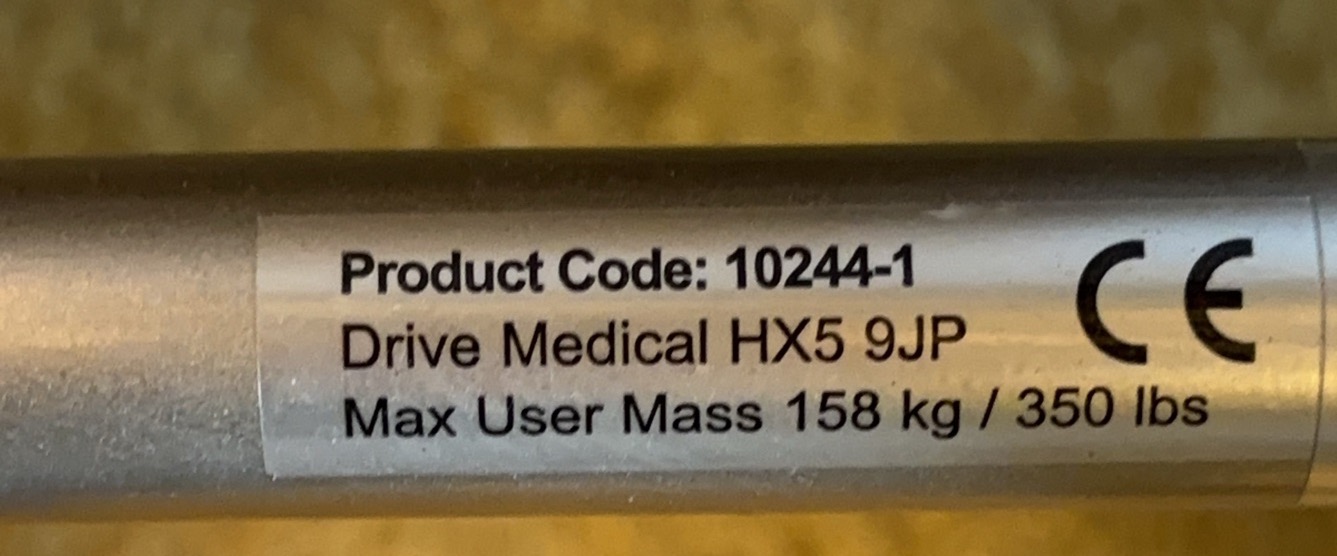 Product Code: 10244-1
Drive Medical HX5 9JP
Max User Mass 158 kg / 350 lbs
CE